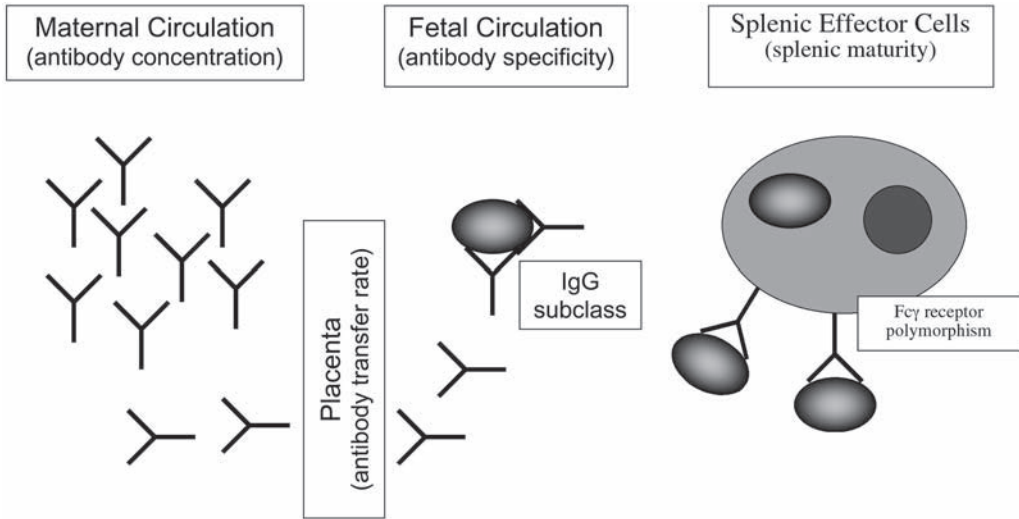 Maternal Circulation
(antibody concentration)
Fetal Circulation
(antibody specificity)
Splenic Effector Cells
(splenic maturity)
Placenta
(antibody transfer rate)
IgG
subclass
Fcγ receptor
polymorphism